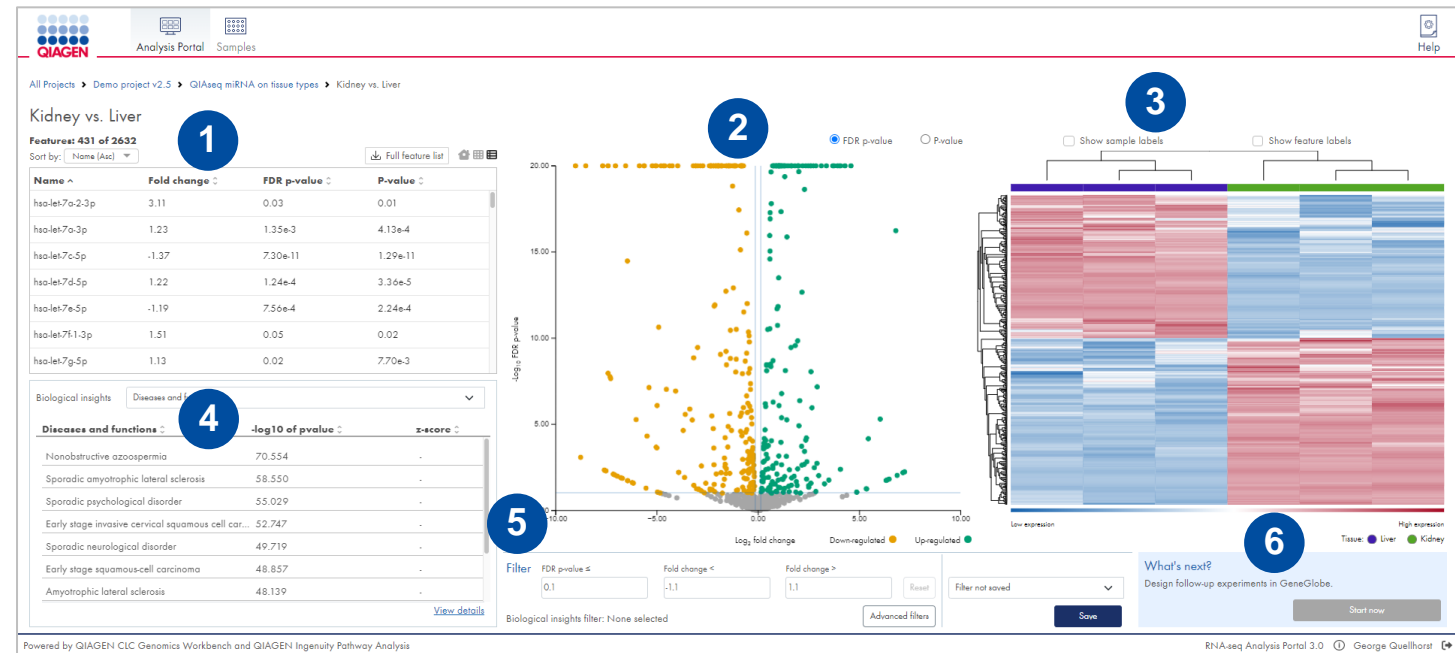 QIAGEN
Analysis Portal
Samples
Help
All Projects > Demo project v2.5 > QIAseq miRNA on tissue types > Kidney vs. Liver
Kidney vs. Liver
Features: 431 of 2632
Sort by: Name (Asc)
Full feature list
1
Name Fold change FDR p-value P-value
hsa-let-7a-2-3p 3.11 0.03 0.01
hsa-let-7a-3p 1.23 1.35e-3 4.13e-4
hsa-let-7c-5p -1.37 7.30e-11 1.29e-11
hsa-let-7d-5p 1.22 1.24e-4 3.36e-5
hsa-let-7e-5p -1.19 7.56e-4 2.24e-4
hsa-let-7f-1-3p 1.51 0.05 0.02
hsa-let-7g-5p 1.13 0.02 7.70e-3
2
FDR p-value P-value
20.00
15.00
10.00
5.00
-Log10 FDR p-value
-10.00 -5.00 0.00 5.00 10.00
Log2 fold change
Down-regulated
Up-regulated
3
Show sample labels
Show feature labels
Low expression
High expression
Tissue: Liver Kidney
4
Biological insights
Diseases and
Diseases and functions -log10 of pvalue z-score
Nonobstructive azoospermia 70.554 -
Sporadic amyotrophic lateral sclerosis 58.550 -
Sporadic psychological disorder 55.029 -
Early stage invasive cervical squamous cell car... 52.747 -
Sporadic neurological disorder 49.719 -
Early stage squamous-cell carcinoma 48.857 -
Amyotrophic lateral sclerosis 48.139 -
View details
5
Filter
FDR p-value ≤ Fold change < Fold change >
0.1 -1.1 1.1 Reset
Biological insights filter: None selected
Advanced filters
Filter not saved
Save
6
What's next?
Design follow-up experiments in GeneGlobe.
Start now
Powered by QIAGEN CLC Genomics Workbench and QIAGEN Ingenuity Pathway Analysis
RNA-seq Analysis Portal 3.0
George Quellhorst